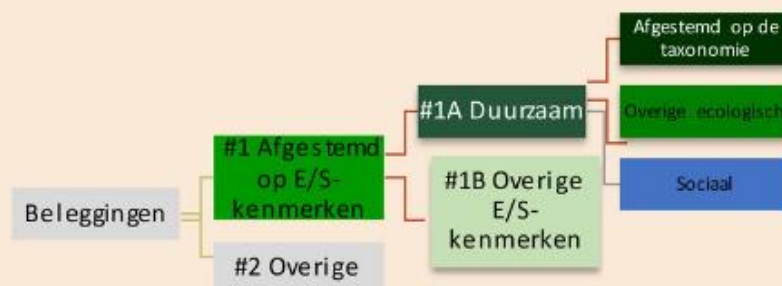 Afgestemd op de
taxonomie
#1A Duurzaam
Overige ecologisch
#1 Afgestemd
op E/S-
kenmerken
#1B Overige
E/S-
kenmerken
Sociaal
Beleggingen
#2 Overige